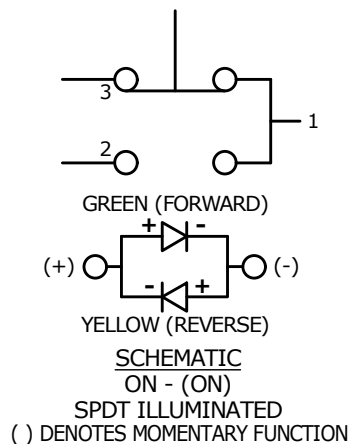 3
1
2
GREEN (FORWARD)
+ -
(+) (-)
- +
YELLOW (REVERSE)
SCHEMATIC
ON - (ON)
SPDT ILLUMINATED
( ) DENOTES MOMENTARY FUNCTION